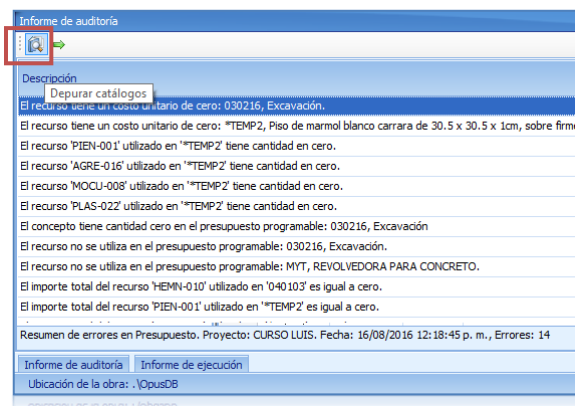 Informe de auditoría
Descripción
Depurar catálogos
El recurso tiene un costo unitario de cero: 030216, Excavación.
El recurso tiene un costo unitario de cero: *TEMP2, Piso de marmol blanco carrara de 30.5 x 30.5 x 1cm, sobre firme
El recurso 'PIEN-001' utilizado en '*TEMP2' tiene cantidad en cero.
El recurso 'AGRE-016' utilizado en '*TEMP2' tiene cantidad en cero.
El recurso 'MOCU-008' utilizado en '*TEMP2' tiene cantidad en cero.
El recurso 'PLAS-022' utilizado en '*TEMP2' tiene cantidad en cero.
El concepto tiene cantidad cero en el presupuesto programable: 030216, Excavación
El recurso no se utiliza en el presupuesto programable: 030216, Excavación.
El recurso no se utiliza en el presupuesto programable: MYT, REVOLVEDORA PARA CONCRETO.
El importe total del recurso 'HEMN-010' utilizado en '040103' es igual a cero.
El importe total del recurso 'PIEN-001' utilizado en '*TEMP2' es igual a cero.
Resumen de errores en Presupuesto. Proyecto: CURSO LUIS. Fecha: 16/08/2016 12:18:45 p. m., Errores: 14
Informe de auditoría Informe de ejecución
Ubicación de la obra: .\OpusDB